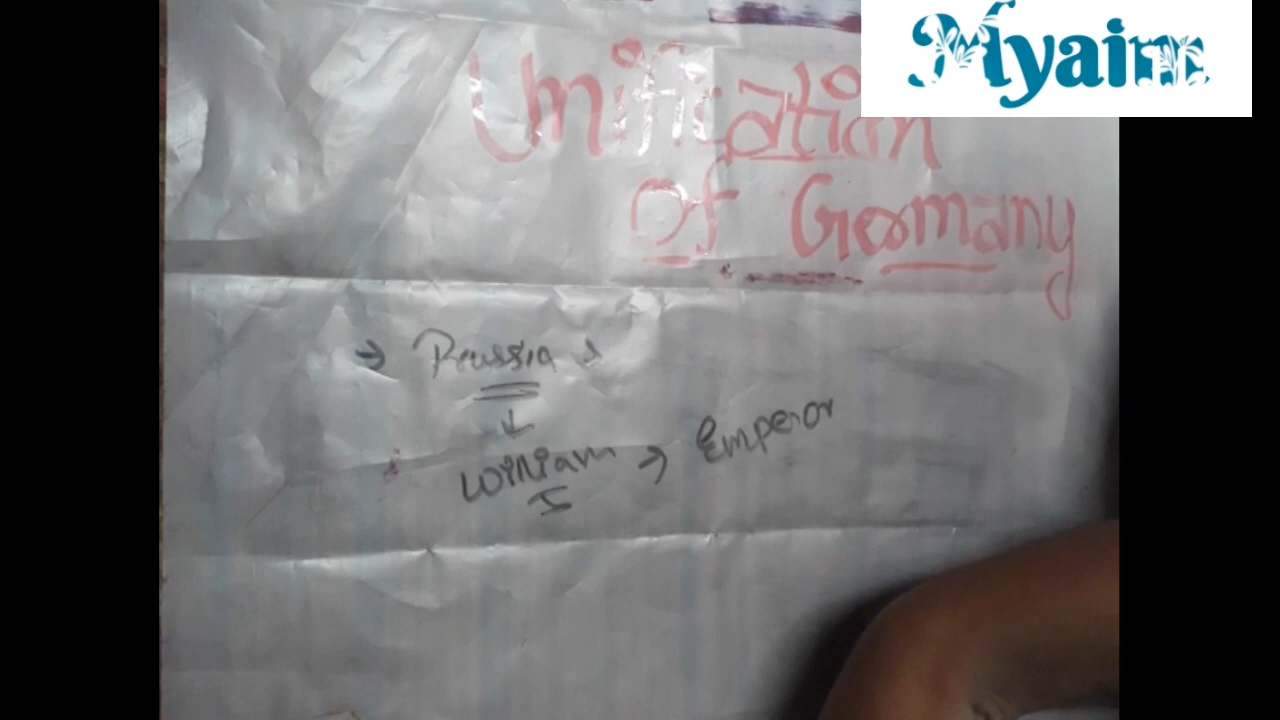 Myaim
Unification
Of Germany
→ Prussia
↓
William → Emperor
I